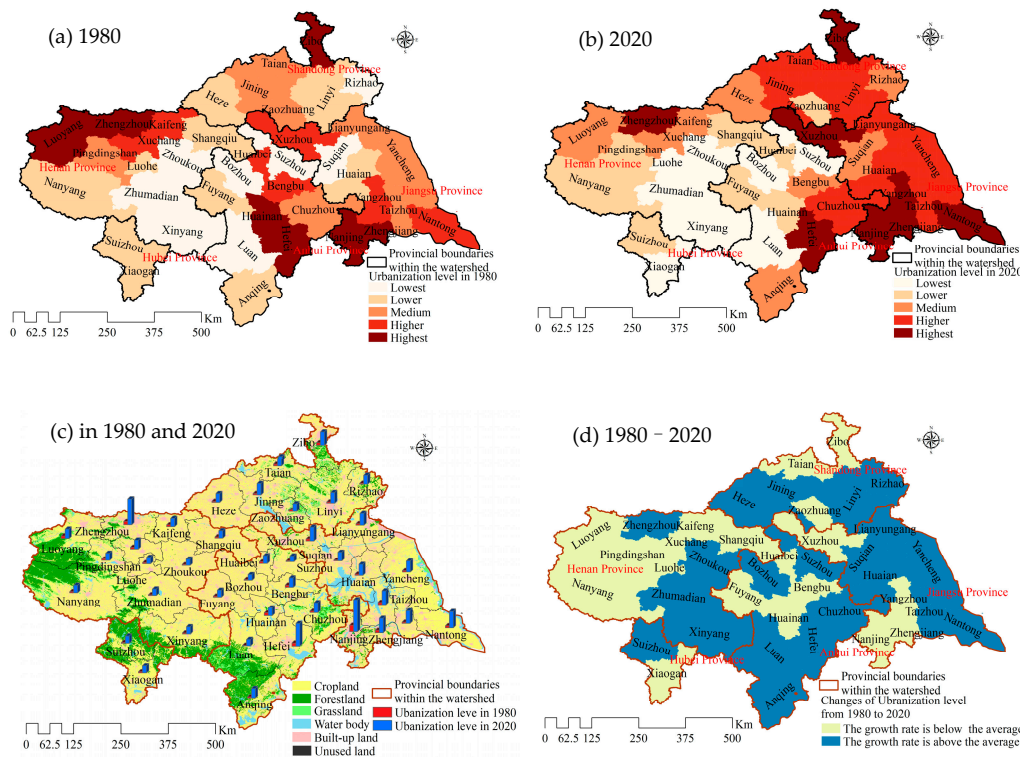 (a) 1980
N
W
E
S
Zibo
Taian
Shandong Province
Rizhao
Jining
Linyi
Heze
Zaozhuang
Lianyungang
Luoyang
Zhengzhou
Kaifeng
Xuchang
Shangqiu
Xuzhou
Huaibei
Suzhou
Suqian
Yancheng
Pingdingshan
Luohe
Zhoukou
Bozhou
Huaian
Henan Province
Nanyang
Zhumadian
Fuyang
Bengbu
Yangzhou
Jiangsu Province
Xinyang
Huainan
Chuzhou
Taizhou
Nantong
Suizhou
Luan
Hefei
Nanjing
Zhengjiang
Xiaogan
Hubei Province
Anhui Province
Anqing
Provincial boundaries
within the watershed
Urbanization level in 1980
Lowest
Lower
Medium
Higher
Highest
Km
0 62.5 125 250 375 500
(b) 2020
N
W
E
S
Zibo
Taian
Shandong Province
Rizhao
Jining
Linyi
Heze
Zaozhuang
Lianyungang
Luoyang
Zhengzhou
Kaifeng
Xuchang
Shangqiu
Xuzhou
Huaibei
Suzhou
Suqian
Yancheng
Pingdingshan
Luohe
Zhoukou
Bozhou
Huaian
Henan Province
Nanyang
Zhumadian
Fuyang
Bengbu
Yangzhou
Jiangsu Province
Xinyang
Huainan
Chuzhou
Taizhou
Nantong
Suizhou
Luan
Hefei
Nanjing
Zhengjiang
Xiaogan
Hubei Province
Anhui Province
Anqing
Provincial boundaries
within the watershed
Urbanization level in 2020
Lowest
Lower
Medium
Higher
Highest
Km
0 62.5 125 250 375 500
(c) in 1980 and 2020
N
W
E
S
Zibo
Taian
Rizhao
Jining
Linyi
Heze
Zaozhuang
Lianyungang
Zhengzhou
Kaifeng
Shangqiu
Xuzhou
Luoyang
Huaibei
Suqian
Suzhou
Pingdingshan
Luohe
Zhoukou
Bozhou
Huaian
Yancheng
Nanyang
Zhumadian
Fuyang
Bengbu
Taizhou
Huainan
Chuzhou
Xinyang
Nanjing
Zhengjiang
Nantong
Suizhou
Luan
Hefei
Xiaogan
Anqing
Cropland
Forestland
Grassland
Water body
Built-up land
Unused land
Provincial boundaries
within the watershed
Ubanization leve in 1980
Ubanization leve in 2020
Km
0 62.5 125 250 375 500
(d) 1980 – 2020
N
W
E
S
Zibo
Taian
Shandong Province
Rizhao
Jining
Linyi
Heze
Zaozhuang
Lianyungang
Luoyang
Zhengzhou
Kaifeng
Xuchang
Shangqiu
Xuzhou
Huaibei
Suzhou
Suqian
Yancheng
Pingdingshan
Luohe
Zhoukou
Bozhou
Huaian
Henan Province
Nanyang
Zhumadian
Fuyang
Bengbu
Yangzhou
Jiangsu Province
Xinyang
Huainan
Chuzhou
Taizhou
Nantong
Suizhou
Luan
Hefei
Nanjing
Zhengjiang
Xiaogan
Hubei Province
Anhui Province
Anqing
Provincial boundaries
within the watershed
Changes of Ubranization level
from 1980 to 2020
The growth rate is below the average
The growth rate is above the average
Km
0 62.5 125 250 375 500